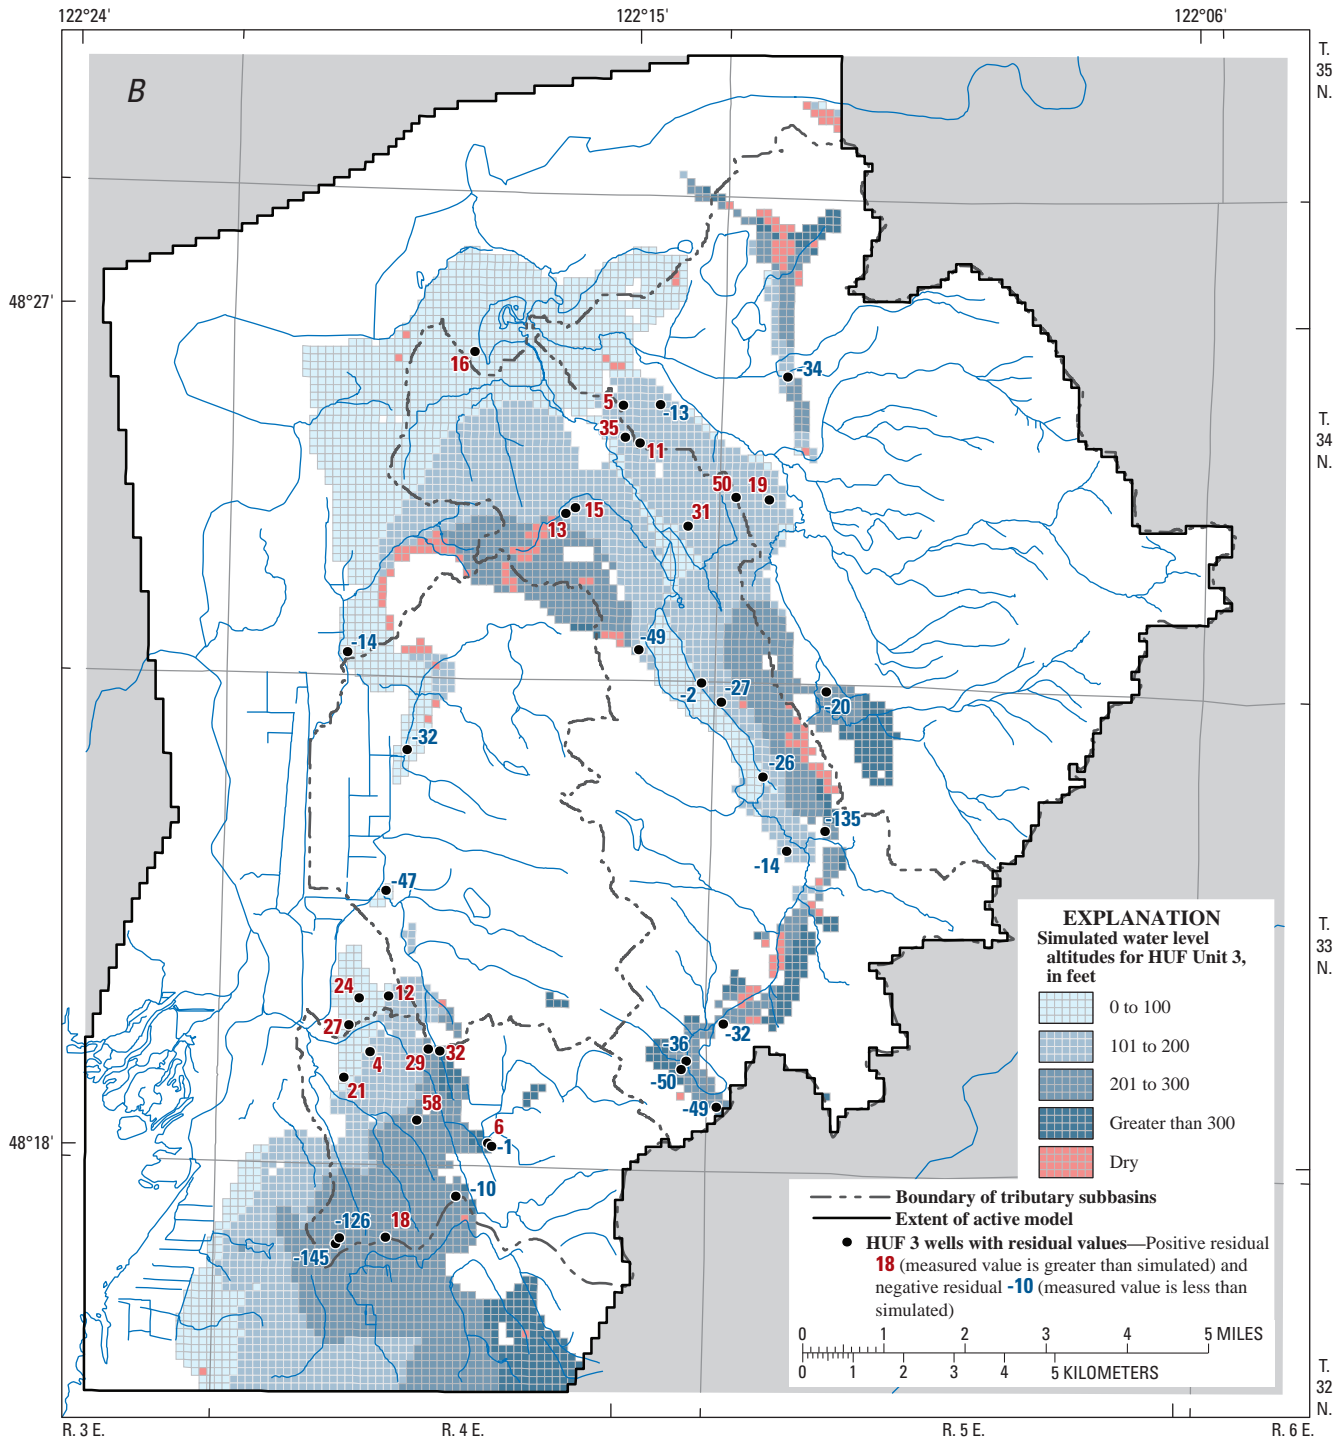 122°24'
122°15'
122°06'
T.
35
N.
B
48°27'
-34
16
5
-13
35
11
T.
34
N.
50
19
15
31
13
-14
-49
-2
-27
-20
-32
-26
-135
-14
-47
EXPLANATION
Simulated water level
altitudes for HUF Unit 3,
in feet
0 to 100
101 to 200
201 to 300
Greater than 300
Dry
T.
33
N.
24
12
27
-32
4
29
32
-36
21
-50
58
-49
6
-1
48°18'
-10
-126
18
-145
Boundary of tributary subbasins
Extent of active model
HUF 3 wells with residual values—Positive residual
18 (measured value is greater than simulated) and
negative residual -10 (measured value is less than
simulated)
0 1 2 3 4 5 MILES
0 1 2 3 4 5 KILOMETERS
T.
32
N.
R. 3 E.
R. 4 E.
R. 5 E.
R. 6 E.